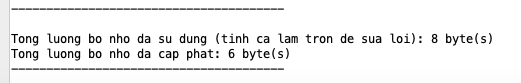 ----------------------------------------
Tong luong bo nho da su dung (tinh ca lam tron de sua loi): 8 byte(s)
Tong luong bo nho da cap phat: 6 byte(s)
----------------------------------------